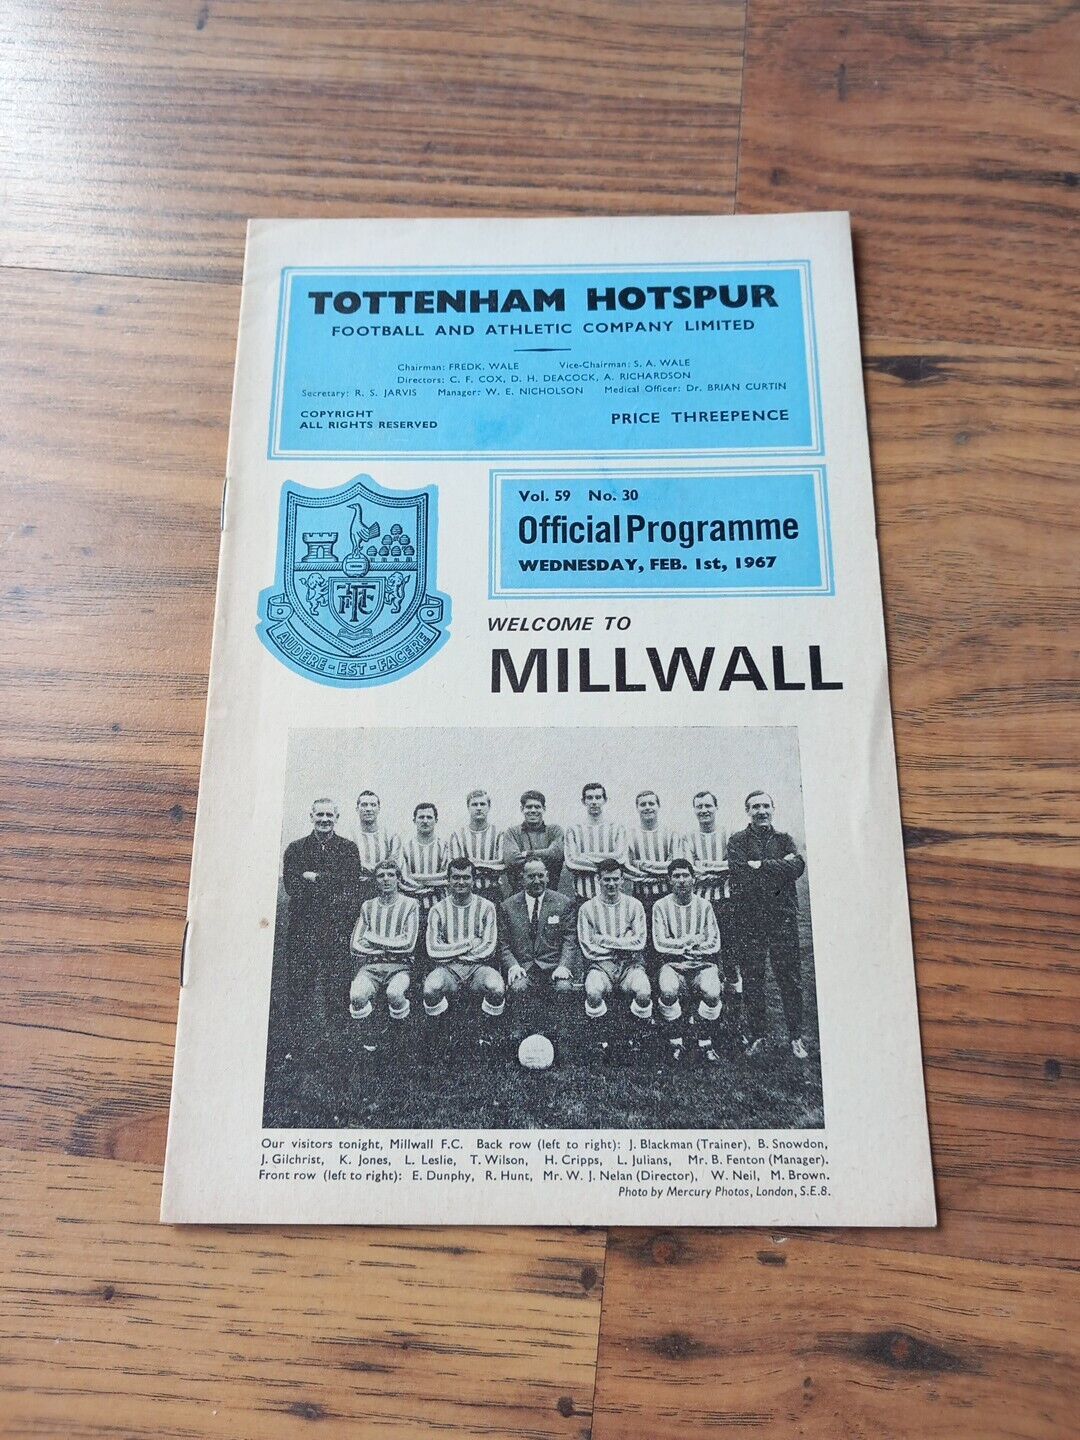 TOTTENHAM HOTSPUR
FOOTBALL AND ATHLETIC COMPANY LIMITED
Chairman: FREDK. WALE Vice-Chairman: S. A. WALE
Directors: C. F. COX, D. H. DEACOCK, A. RICHARDSON
Secretary: R. S. JARVIS Manager: W. E. NICHOLSON Medical Officer: Dr. BRIAN CURTIN
COPYRIGHT
ALL RIGHTS RESERVED
PRICE THREEPENCE
Vol. 59 No. 30
Official Programme
WEDNESDAY, FEB. 1st, 1967
THFC
AUDERE-EST-FACERE
WELCOME TO
MILLWALL
Our visitors tonight, Millwall F.C. Back row (left to right): J. Blackman (Trainer), B. Snowdon,
J. Gilchrist, K. Jones, L. Leslie, T. Wilson, H. Cripps, L. Julians, Mr. B. Fenton (Manager).
Front row (left to right): E. Dunphy, R. Hunt, Mr. W. J. Nelan (Director), W. Neil, M. Brown.
Photo by Mercury Photos, London, S.E.8.